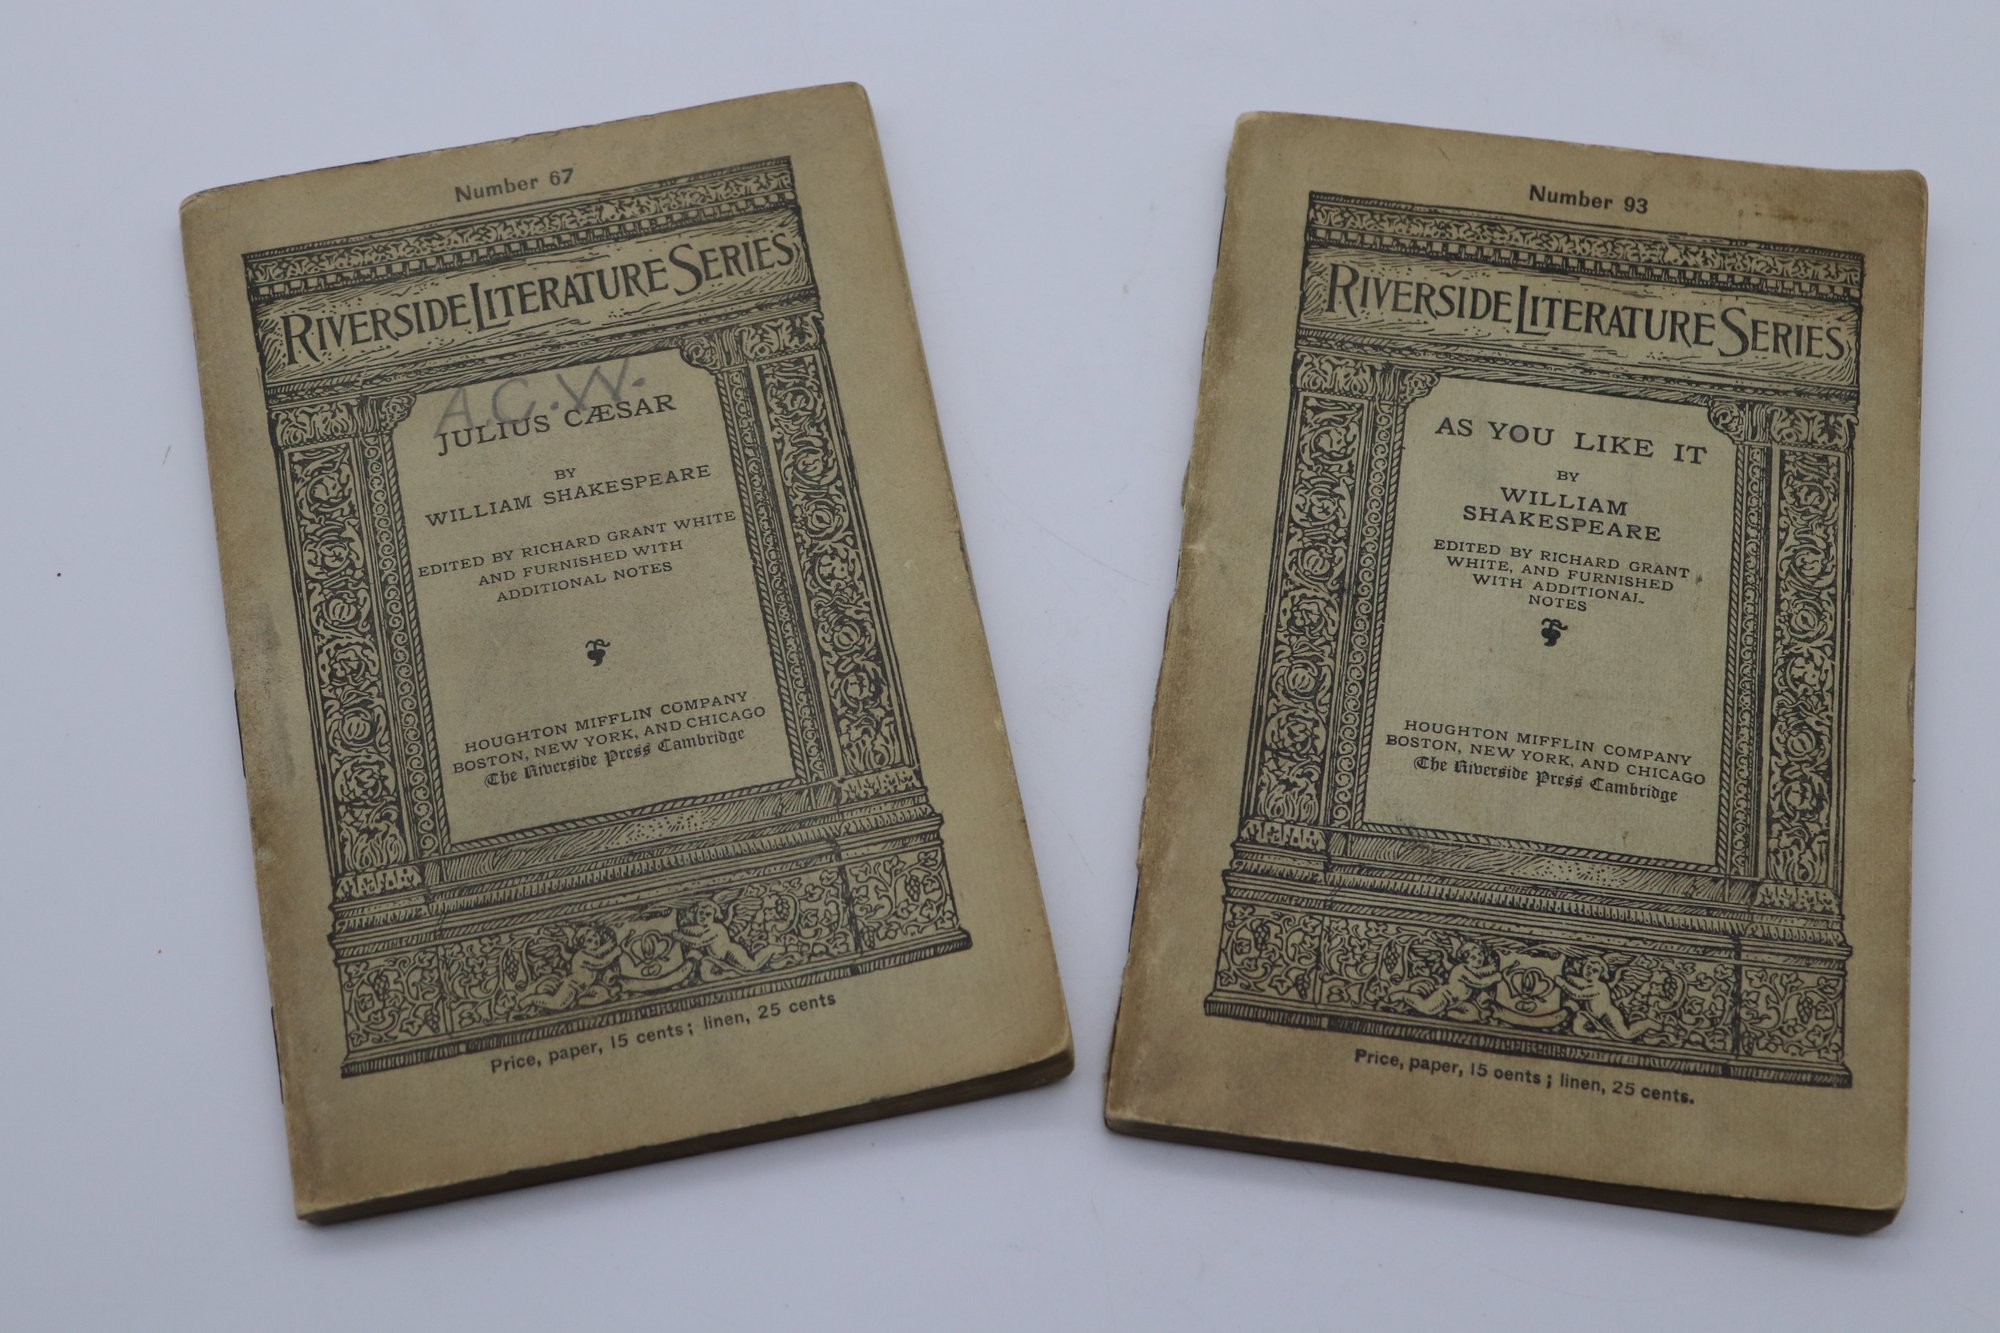 Number 67
RIVERSIDE LITERATURE SERIES
A.C.W.
JULIUS CÆSAR
BY
WILLIAM SHAKESPEARE
EDITED BY RICHARD GRANT WHITE
AND FURNISHED WITH
ADDITIONAL NOTES
HOUGHTON MIFFLIN COMPANY
BOSTON, NEW YORK, AND CHICAGO
The Riverside Press Cambridge
Price, paper, 15 cents; linen, 25 cents
Number 93
RIVERSIDE LITERATURE SERIES
AS YOU LIKE IT
BY
WILLIAM
SHAKESPEARE
EDITED BY RICHARD GRANT
WHITE, AND FURNISHED
WITH ADDITIONAL
NOTES
HOUGHTON MIFFLIN COMPANY
BOSTON, NEW YORK, AND CHICAGO
The Riverside Press Cambridge
Price, paper, 15 cents; linen, 25 cents.